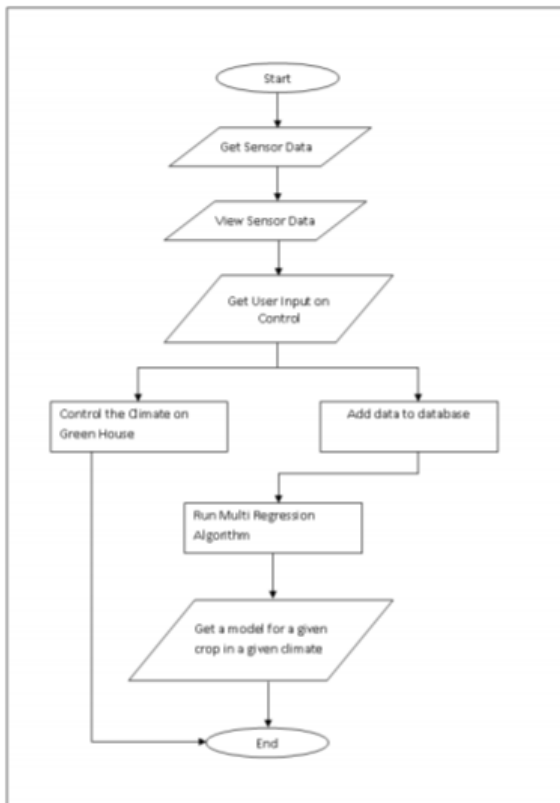 Start
Get Sensor Data
View Sensor Data
Get User Input on
Control
Control the Climate on
Green House
Add data to database
Run Multi Regression
Algorithm
Get a model for a given
crop in a given climate
End